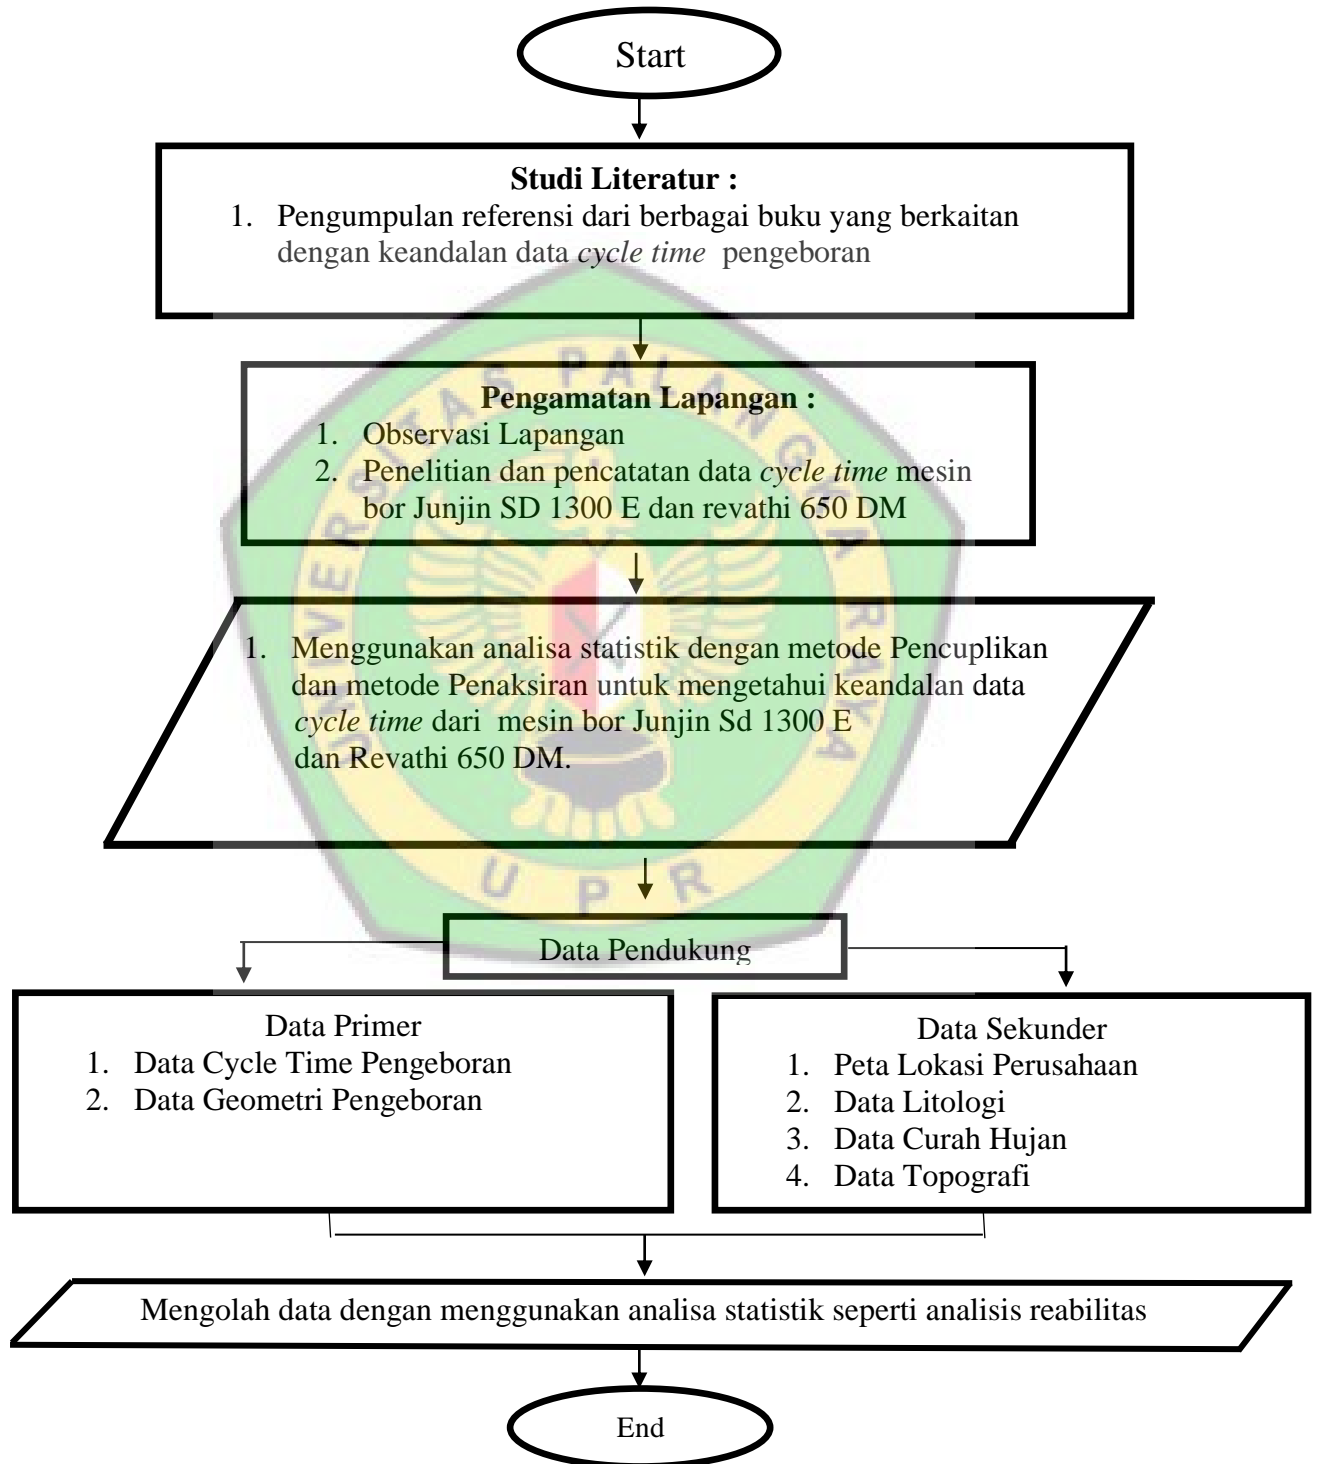 Start
Studi Literatur :
1. Pengumpulan referensi dari berbagai buku yang berkaitan
dengan keandalan data cycle time pengeboran
Pengamatan Lapangan :
1. Observasi Lapangan
2. Penelitian dan pencatatan data cycle time mesin
bor Junjin SD 1300 E dan revathi 650 DM
1. Menggunakan analisa statistik dengan metode Pencuplikan
dan metode Penaksiran untuk mengetahui keandalan data
cycle time dari mesin bor Junjin Sd 1300 E
dan Revathi 650 DM.
UNIVERSITAS PALANGKA RAYA
U P R
Data Pendukung
Data Primer
1. Data Cycle Time Pengeboran
2. Data Geometri Pengeboran
Data Sekunder
1. Peta Lokasi Perusahaan
2. Data Litologi
3. Data Curah Hujan
4. Data Topografi
Mengolah data dengan menggunakan analisa statistik seperti analisis reabilitas
End